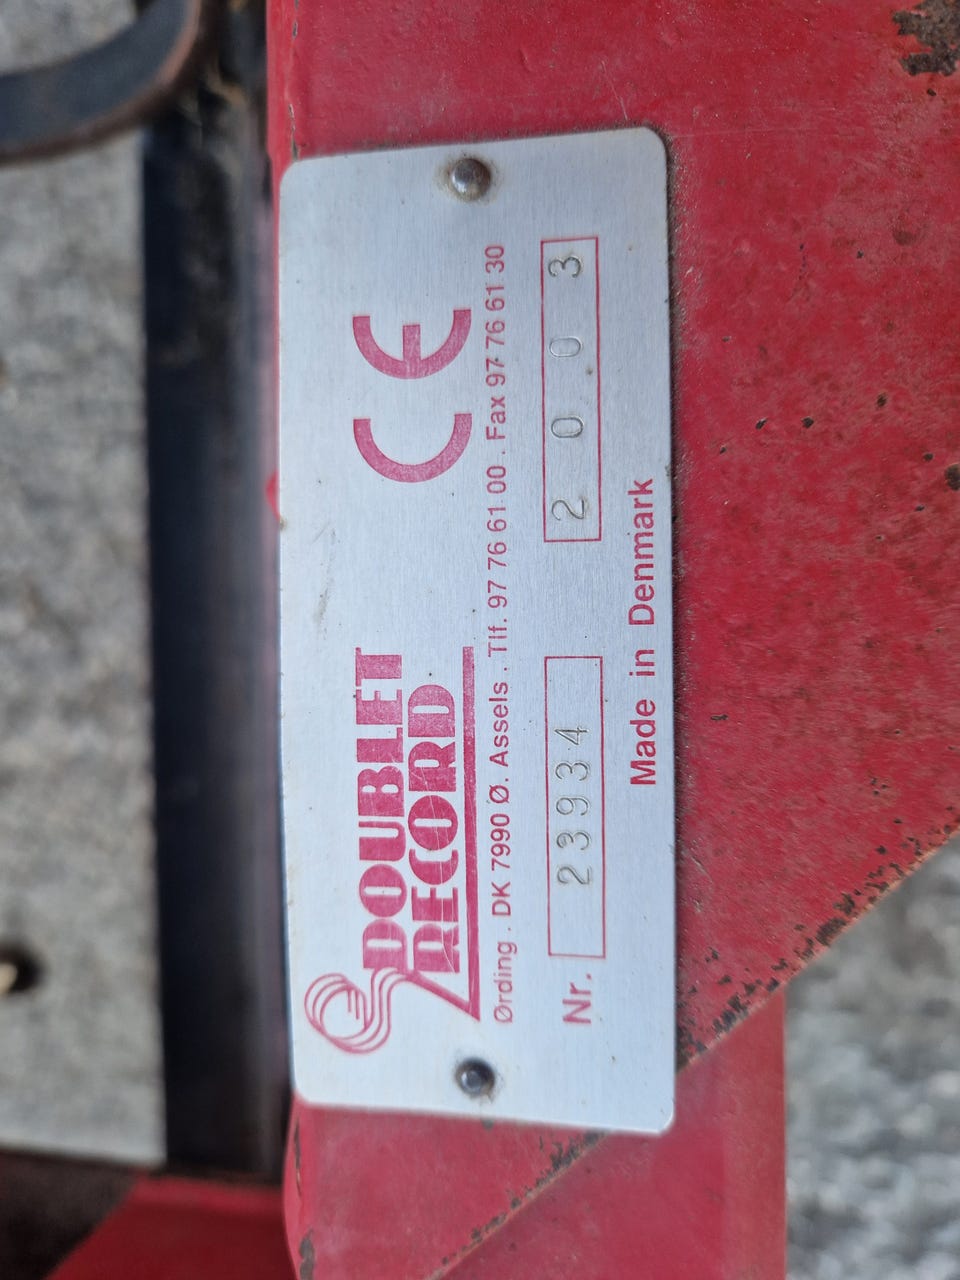 DOUBLET
RECORD
CE
Ørding . DK 7990 Ø. Assels . Tlf. 97 76 61 00 . Fax 97 76 61 30
Nr. 23934 2003
Made in Denmark